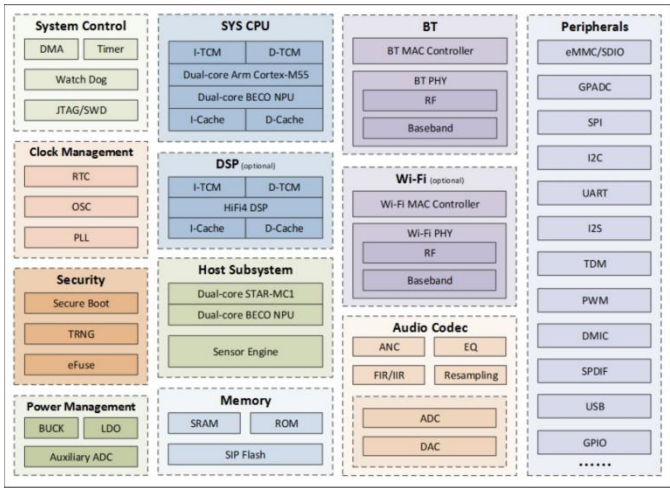 System Control
DMA
Timer
Watch Dog
JTAG/SWD
Clock Management
RTC
OSC
PLL
Security
Secure Boot
TRNG
eFuse
Power Management
BUCK
LDO
Auxiliary ADC
SYS CPU
I-TCM
D-TCM
Dual-core Arm Cortex-M55
Dual-core BECO NPU
I-Cache
D-Cache
DSP (optional)
I-TCM
D-TCM
HiFi4 DSP
I-Cache
D-Cache
Host Subsystem
Dual-core STAR-MC1
Dual-core BECO NPU
Sensor Engine
Memory
SRAM
ROM
SIP Flash
BT
BT MAC Controller
BT PHY
RF
Baseband
Wi-Fi (optional)
Wi-Fi MAC Controller
Wi-Fi PHY
RF
Baseband
Audio Codec
ANC
EQ
FIR/IIR
Resampling
ADC
DAC
Peripherals
eMMC/SDIO
GPADC
SPI
I2C
UART
I2S
TDM
PWM
DMIC
SPDIF
USB
GPIO
......